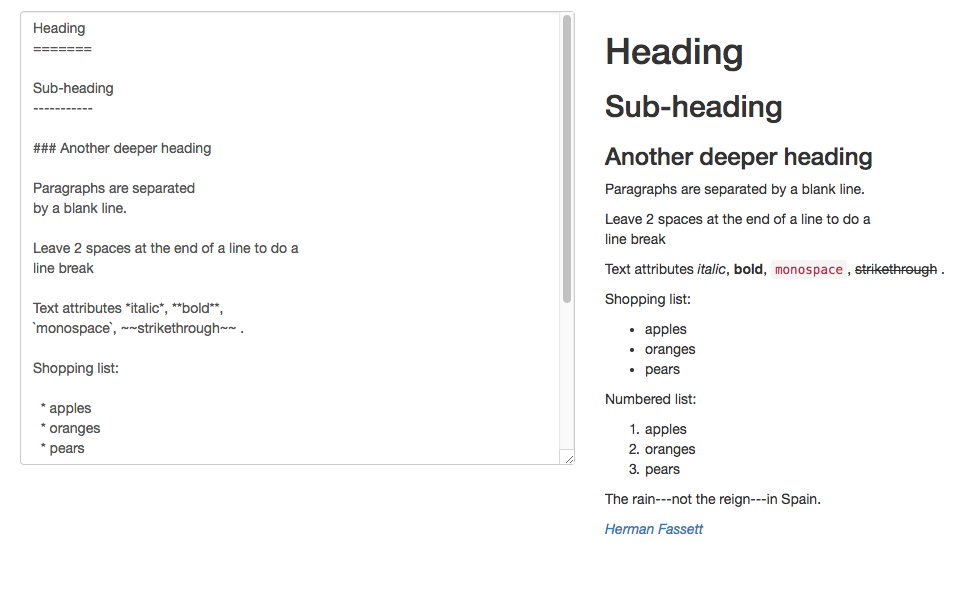 Heading
=======
Sub-heading
-----------
### Another deeper heading
Paragraphs are separated
by a blank line.
Leave 2 spaces at the end of a line to do a
line break
Text attributes *italic*, **bold**,
`monospace`, ~~strikethrough~~ .
Shopping list:
* apples
* oranges
* pears
Heading
Sub-heading
Another deeper heading
Paragraphs are separated by a blank line.
Leave 2 spaces at the end of a line to do a
line break
Text attributes italic, bold, monospace , strikethrough .
Shopping list:
• apples
• oranges
• pears
Numbered list:
1. apples
2. oranges
3. pears
The rain---not the reign---in Spain.
Herman Fassett